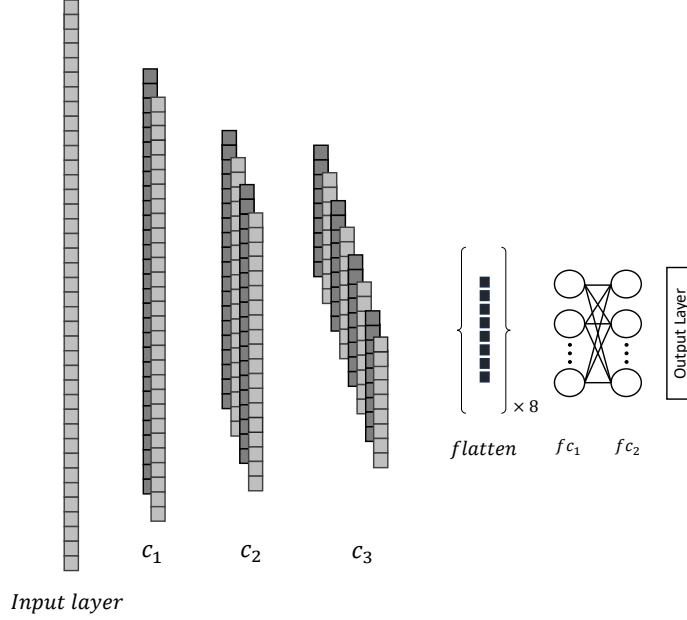 × 8
Output Layer
flatten
fc₁
fc₂
c₁
c₂
c₃
Input layer